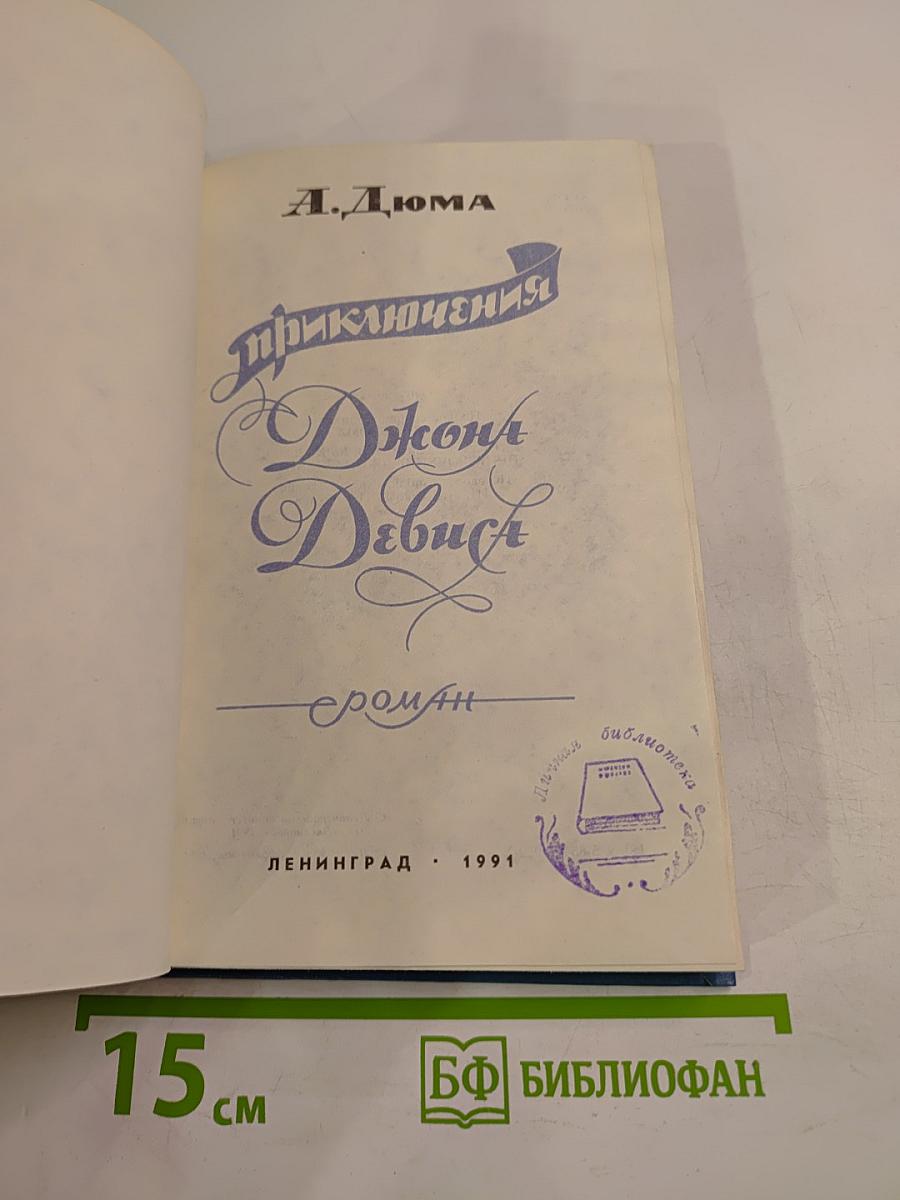 А. Дюма
ПРИКЛЮЧЕНИЯ
Джона
Девиса
роман
Личная библиотека
ЛЕНИНГРАД · 1991
15 см
БФ БИБЛИОФАН